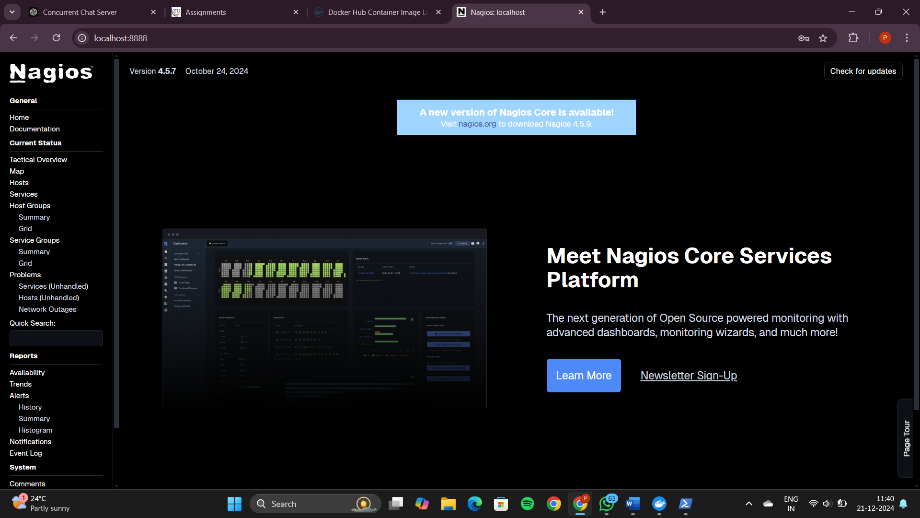 Concurrent Chat Server
Assignments
Docker Hub Container Image L
Nagios: localhost
localhost:8888
P
Nagios®
General
Home
Documentation
Current Status
Tactical Overview
Map
Hosts
Services
Host Groups
Summary
Grid
Service Groups
Summary
Grid
Problems
Services (Unhandled)
Hosts (Unhandled)
Network Outages
Quick Search:
Reports
Availability
Trends
Alerts
History
Summary
Histogram
Notifications
Event Log
System
Comments
Version 4.5.7 October 24, 2024
Check for updates
A new version of Nagios Core is available!
Visit nagios.org to download Nagios 4.5.9.
Meet Nagios Core Services
Platform
The next generation of Open Source powered monitoring with
advanced dashboards, monitoring wizards, and much more!
Learn More
Newsletter Sign-Up
Page Tour
24°C
Partly sunny
Search
ENG
IN
11:40
21-12-2024